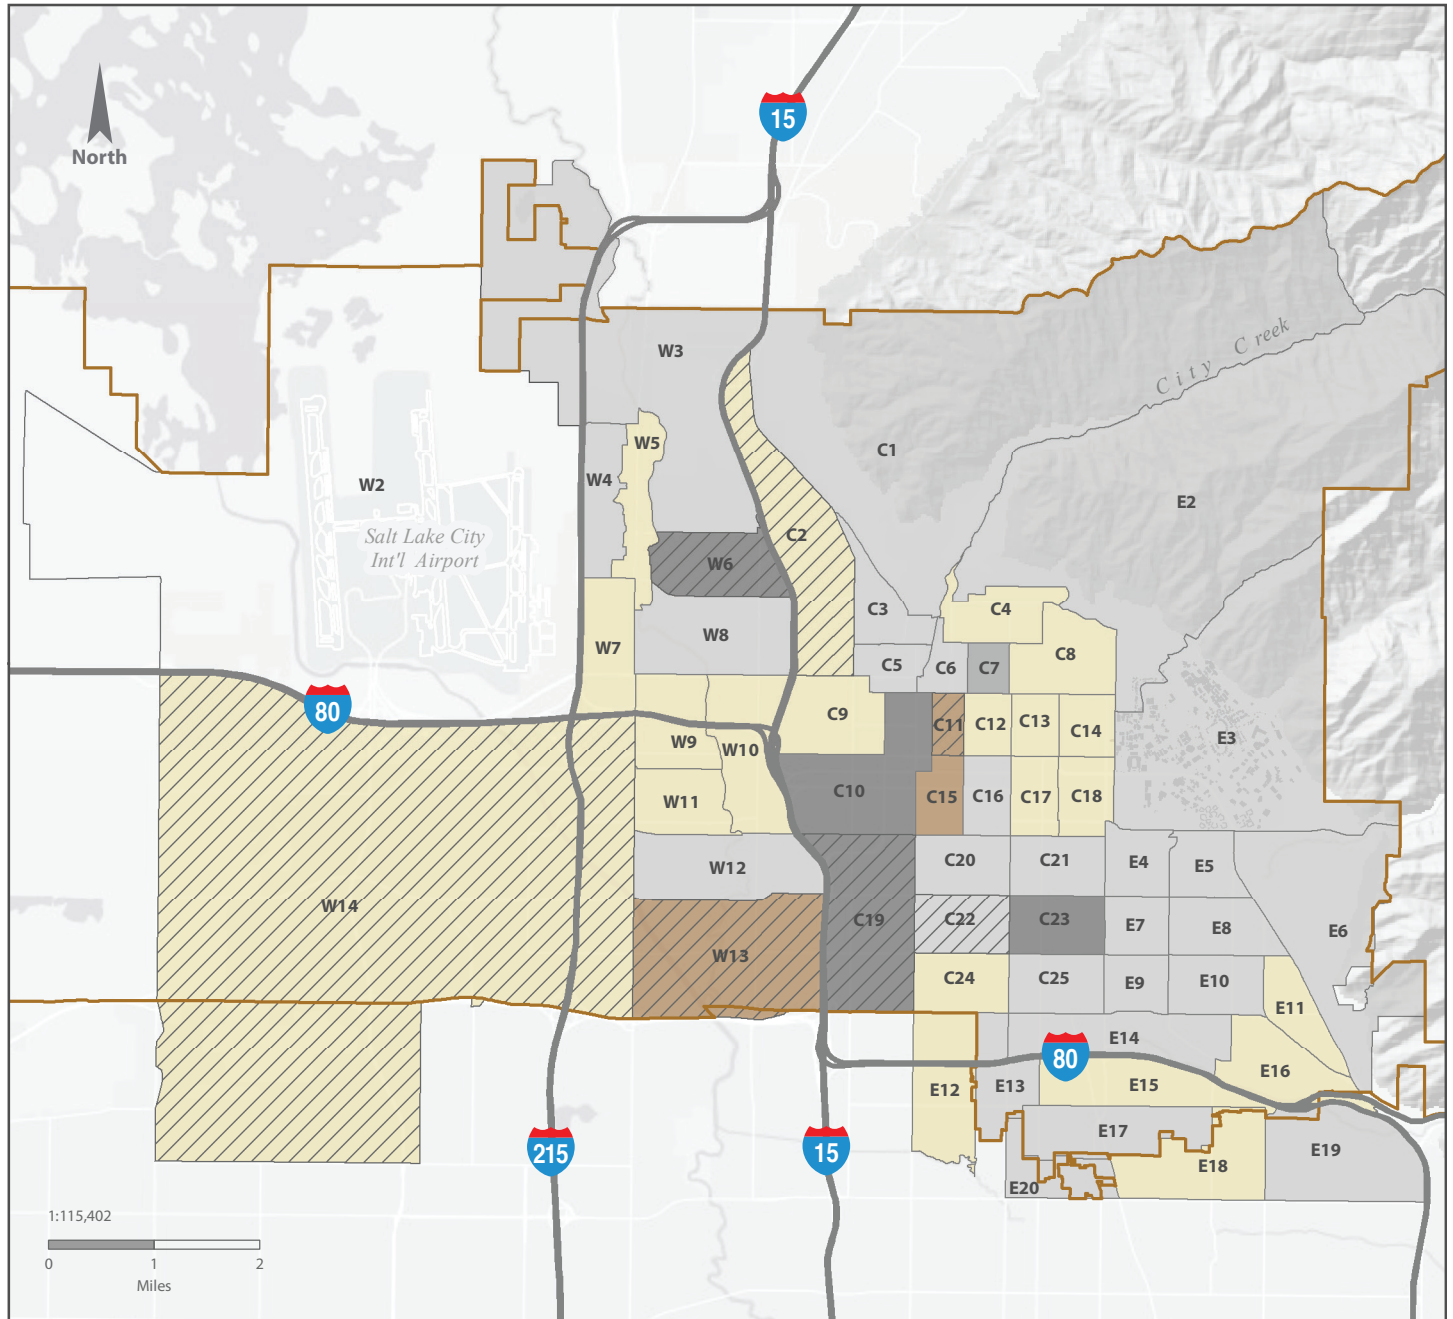 15
North
W3
City Creek
W5
C1
W4
W2
E2
Salt Lake City
Int'l Airport
C2
W6
C3
C4
W8
W7
C8
C5
C6
C7
80
C9
C11
C12
C13
C14
E3
W9
W10
C10
C15
C16
C17
C18
W11
W12
C20
C21
E4
E5
W14
C19
C22
C23
E7
E8
E6
W13
C24
C25
E9
E10
E11
E14
80
E12
E13
E15
E16
215
15
E17
E19
E18
E20
1:115,402
0 1 2
Miles